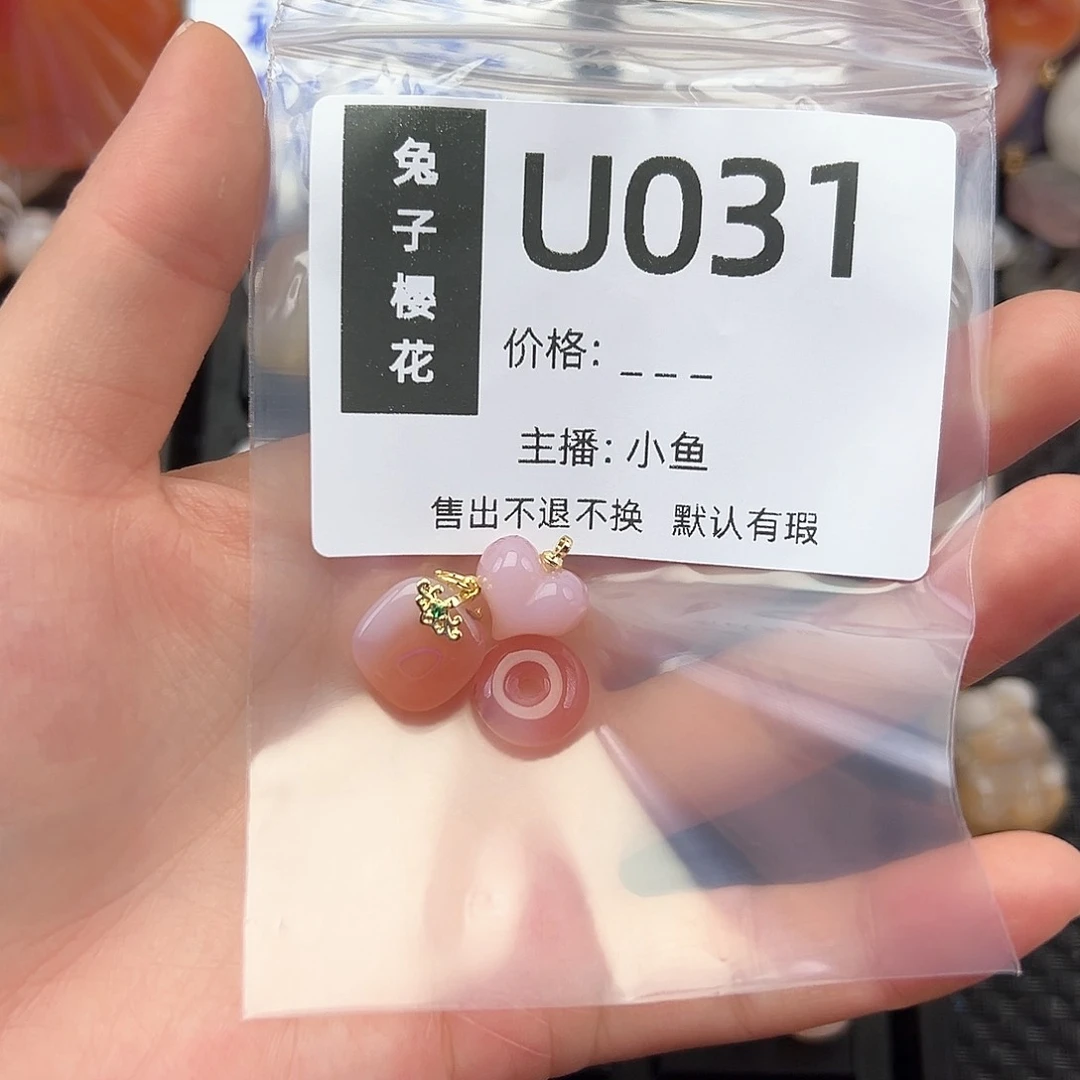 兔子樱花
U031
价格: _ _ _
主播: 小鱼
售出不退不换 默认有瑕